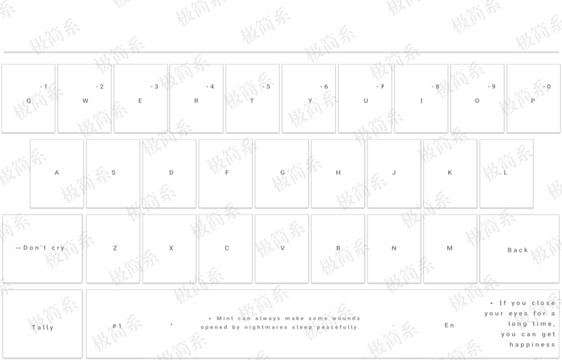 -1 -2 -3 -4 -5 -6 -7 -8 -9 -0
Q W E R T Y U I O P
A S D F G H J K L
—Don't cry. Z X C V B N M Back
Tally #1 , • Mint can always make some wounds
opened by nightmares sleep peacefully.
En
• If you close
your eyes for a
long time,
you can get
happiness
极简系